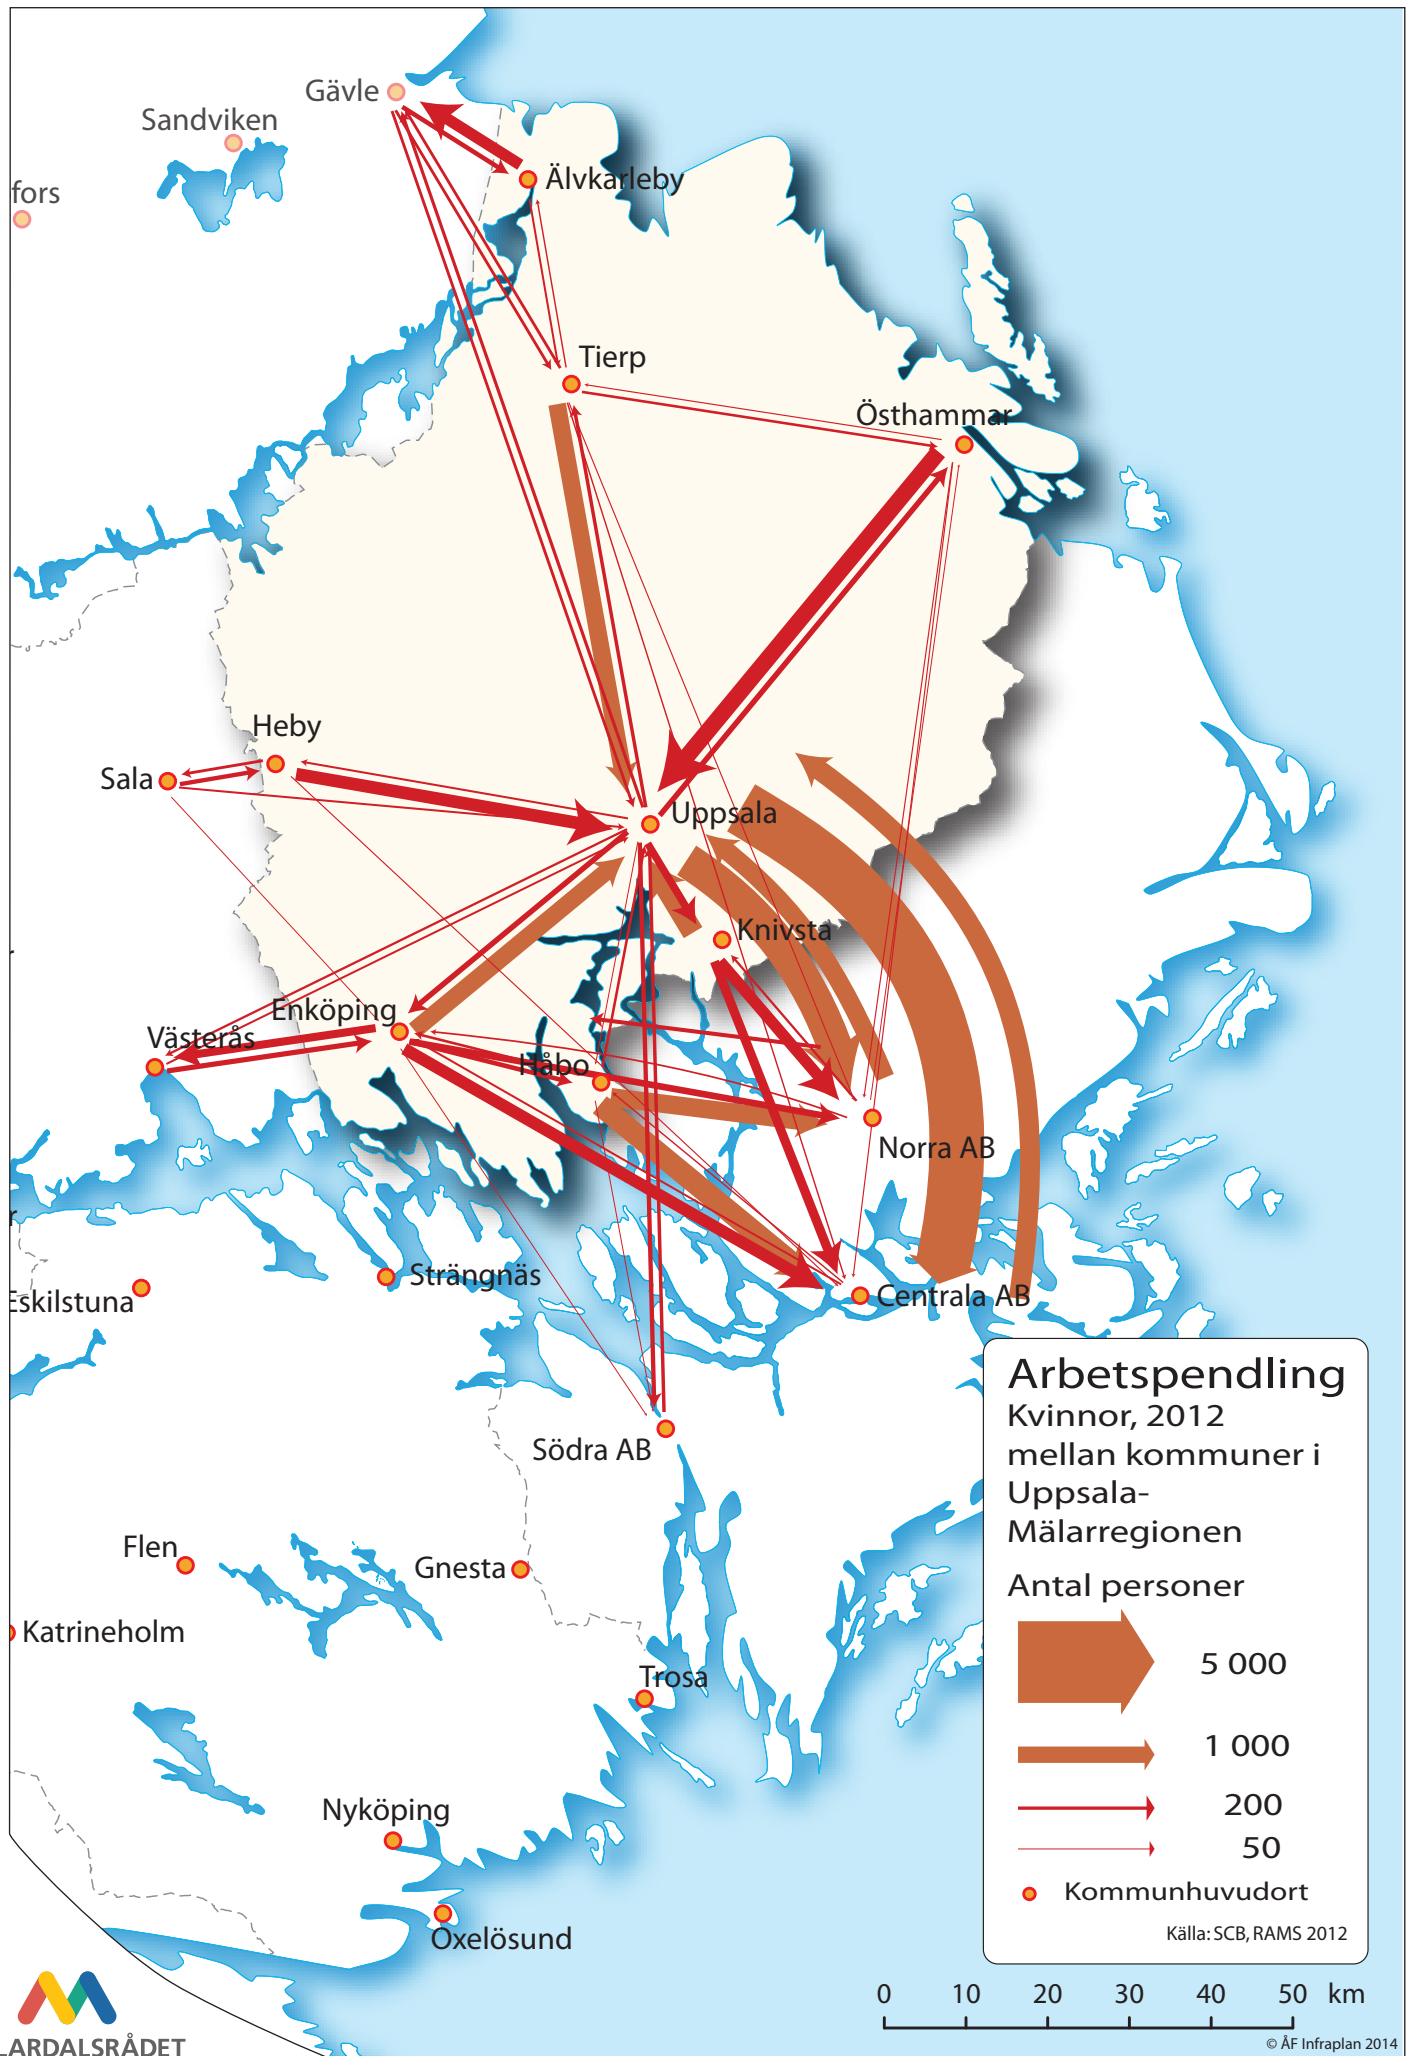 Gävle
Sandviken
fors
Älvkarleby
Tierp
Östhammar
Heby
Sala
Uppsala
Knivsta
Enköping
Västerås
Håbo
Norra AB
Strängnäs
Eskilstuna
Centrala AB
Södra AB
Flen
Gnesta
Katrineholm
Trosa
Nyköping
Oxelösund
Arbetspendling
Kvinnor, 2012
mellan kommuner i
Uppsala-
Mälarregionen
Antal personer
5 000
1 000
200
50
Kommunhuvudort
Källa: SCB, RAMS 2012
0 10 20 30 40 50 km
© ÅF Infraplan 2014
LARDALSRÅDET